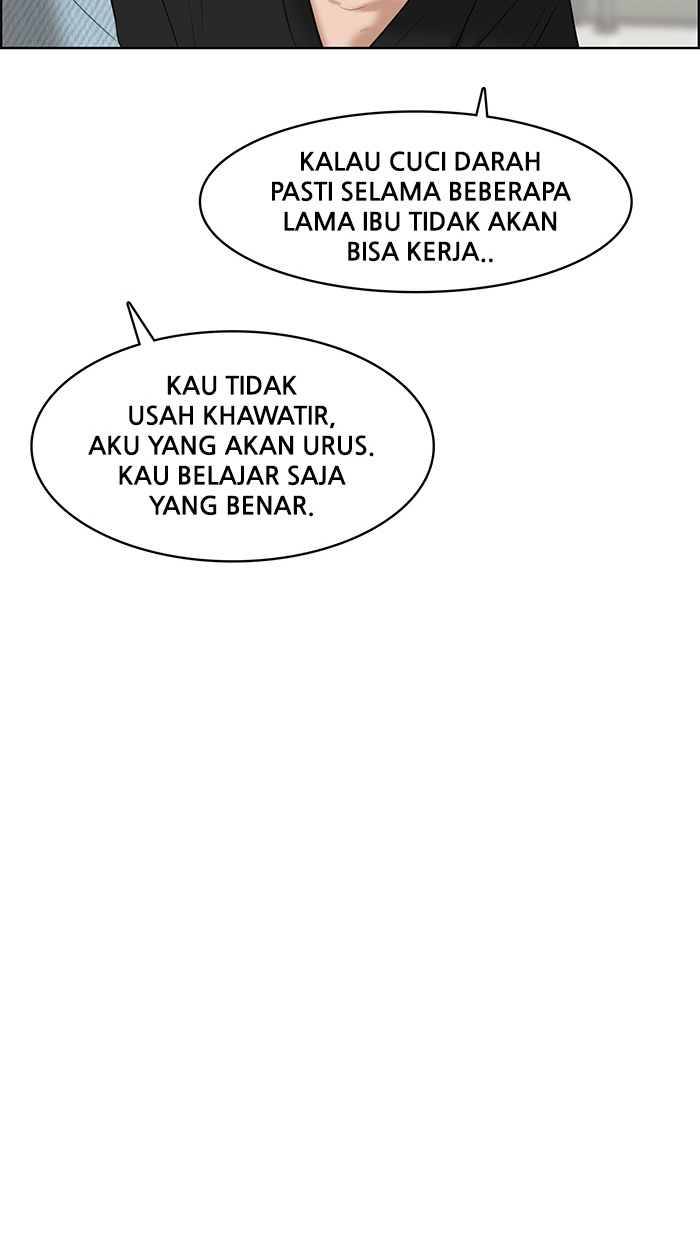 KALAU CUCI DARAH
PASTI SELAMA BEBERAPA
LAMA IBU TIDAK AKAN
BISA KERJA..
KAU TIDAK
USAH KHAWATIR,
AKU YANG AKAN URUS.
KAU BELAJAR SAJA
YANG BENAR.